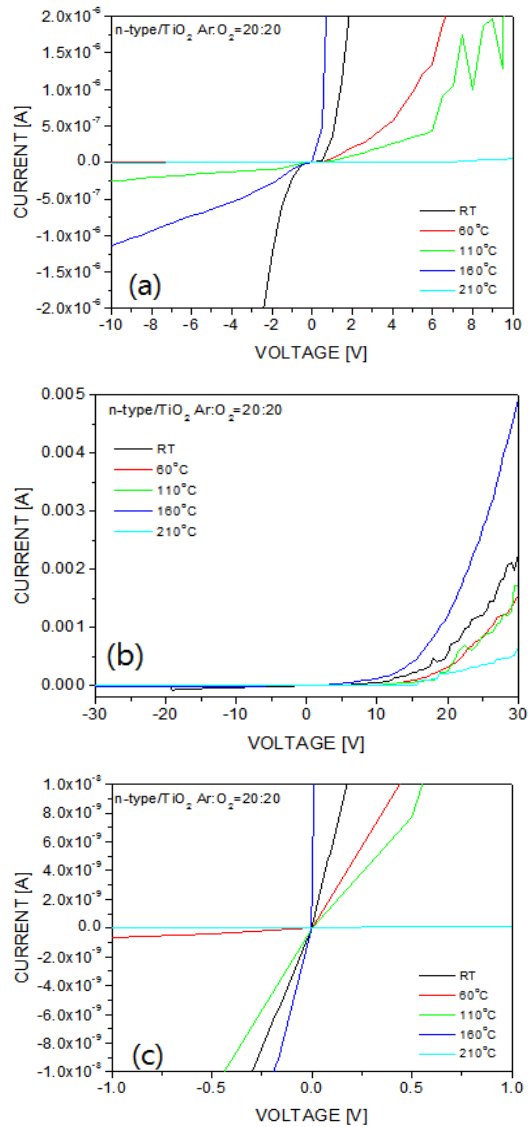 n-type/TiO₂ Ar:O₂=20:20
2.0x10⁻⁶
1.5x10⁻⁶
1.0x10⁻⁶
5.0x10⁻⁷
0.0
-5.0x10⁻⁷
-1.0x10⁻⁶
-1.5x10⁻⁶
-2.0x10⁻⁶
CURRENT [A]
RT
60°C
110°C
160°C
210°C
(a)
-10 -8 -6 -4 -2 0 2 4 6 8 10
VOLTAGE [V]
n-type/TiO₂ Ar:O₂=20:20
0.005
0.004
0.003
0.002
0.001
0.000
CURRENT [A]
RT
60°C
110°C
160°C
210°C
(b)
-30 -20 -10 0 10 20 30
VOLTAGE [V]
n-type/TiO₂ Ar:O₂=20:20
1.0x10⁻⁸
8.0x10⁻⁹
6.0x10⁻⁹
4.0x10⁻⁹
2.0x10⁻⁹
0.0
-2.0x10⁻⁹
-4.0x10⁻⁹
-6.0x10⁻⁹
-8.0x10⁻⁹
-1.0x10⁻⁸
CURRENT [A]
RT
60°C
110°C
160°C
210°C
(c)
-1.0 -0.5 0.0 0.5 1.0
VOLTAGE [V]